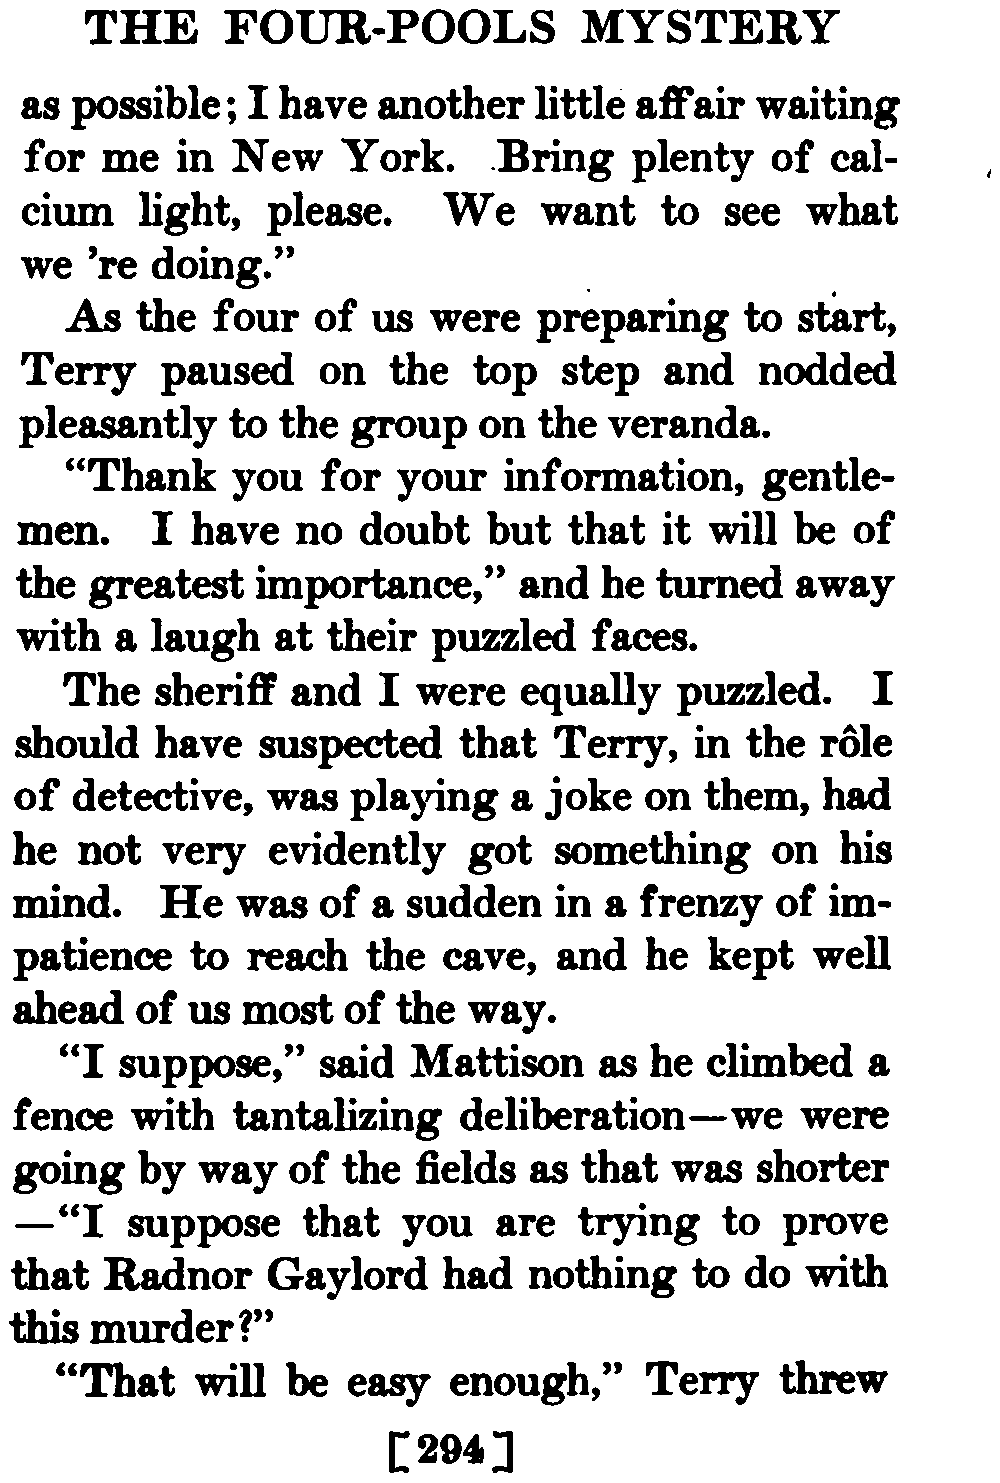 THE FOUR-POOLS MYSTERY
as possible; I have another little affair waiting
for me in New York. Bring plenty of cal-
cium light, please. We want to see what
we 're doing.”
As the four of us were preparing to start,
Terry paused on the top step and nodded
pleasantly to the group on the veranda.
“Thank you for your information, gentle-
men. I have no doubt but that it will be of
the greatest importance,” and he turned away
with a laugh at their puzzled faces.
The sheriff and I were equally puzzled. I
should have suspected that Terry, in the rôle
of detective, was playing a joke on them, had
he not very evidently got something on his
mind. He was of a sudden in a frenzy of im-
patience to reach the cave, and he kept well
ahead of us most of the way.
“I suppose,” said Mattison as he climbed a
fence with tantalizing deliberation—we were
going by way of the fields as that was shorter
—“I suppose that you are trying to prove
that Radnor Gaylord had nothing to do with
this murder?”
“That will be easy enough,” Terry threw
[294]